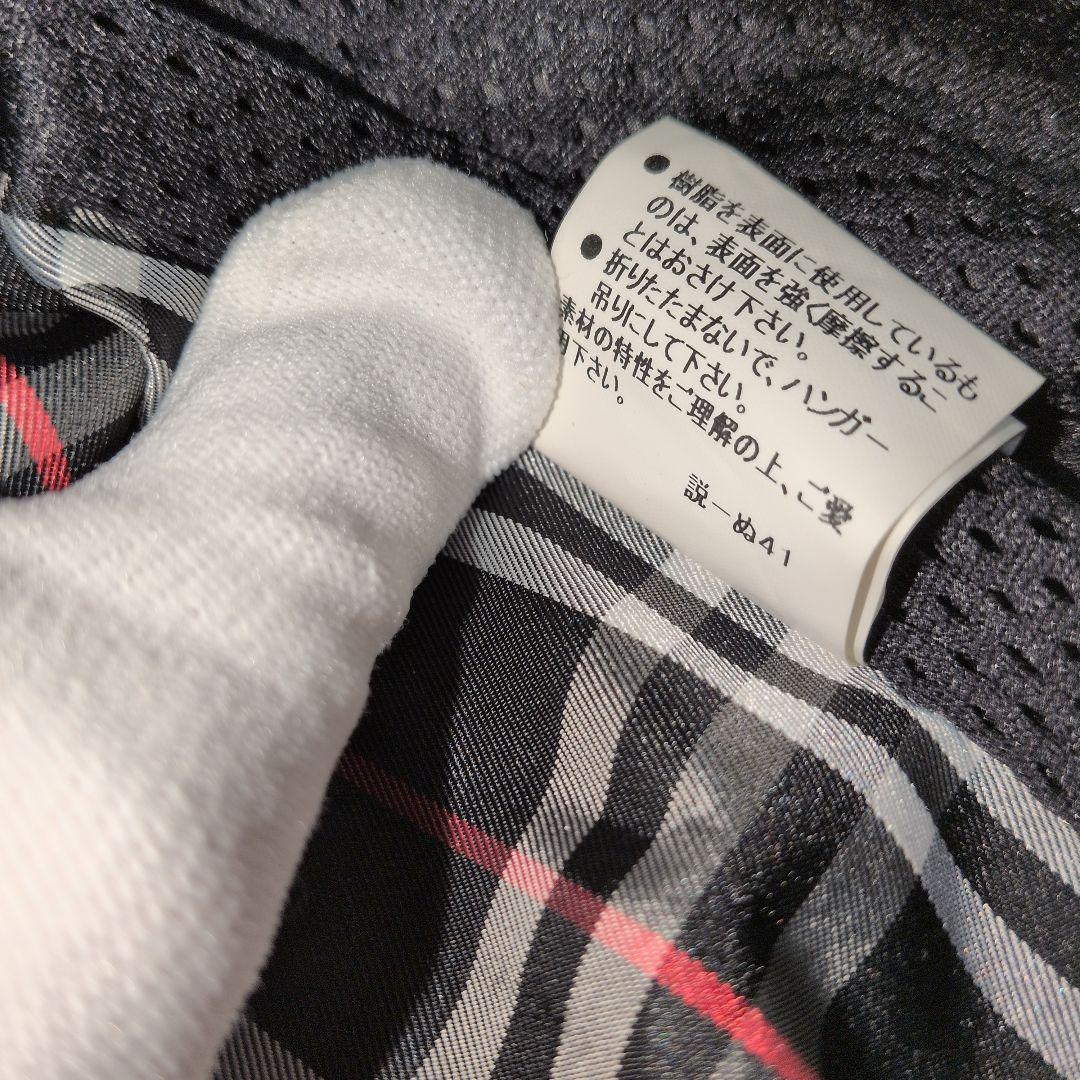 ● 樹脂を表面に使用しているも
のは、表面を強く摩擦するこ
とはおさけ下さい。
● 折りたたまないで、ハンガー
吊りにして下さい。
素材の特性をご理解の上、ご愛
用下さい。
説－ぬ41